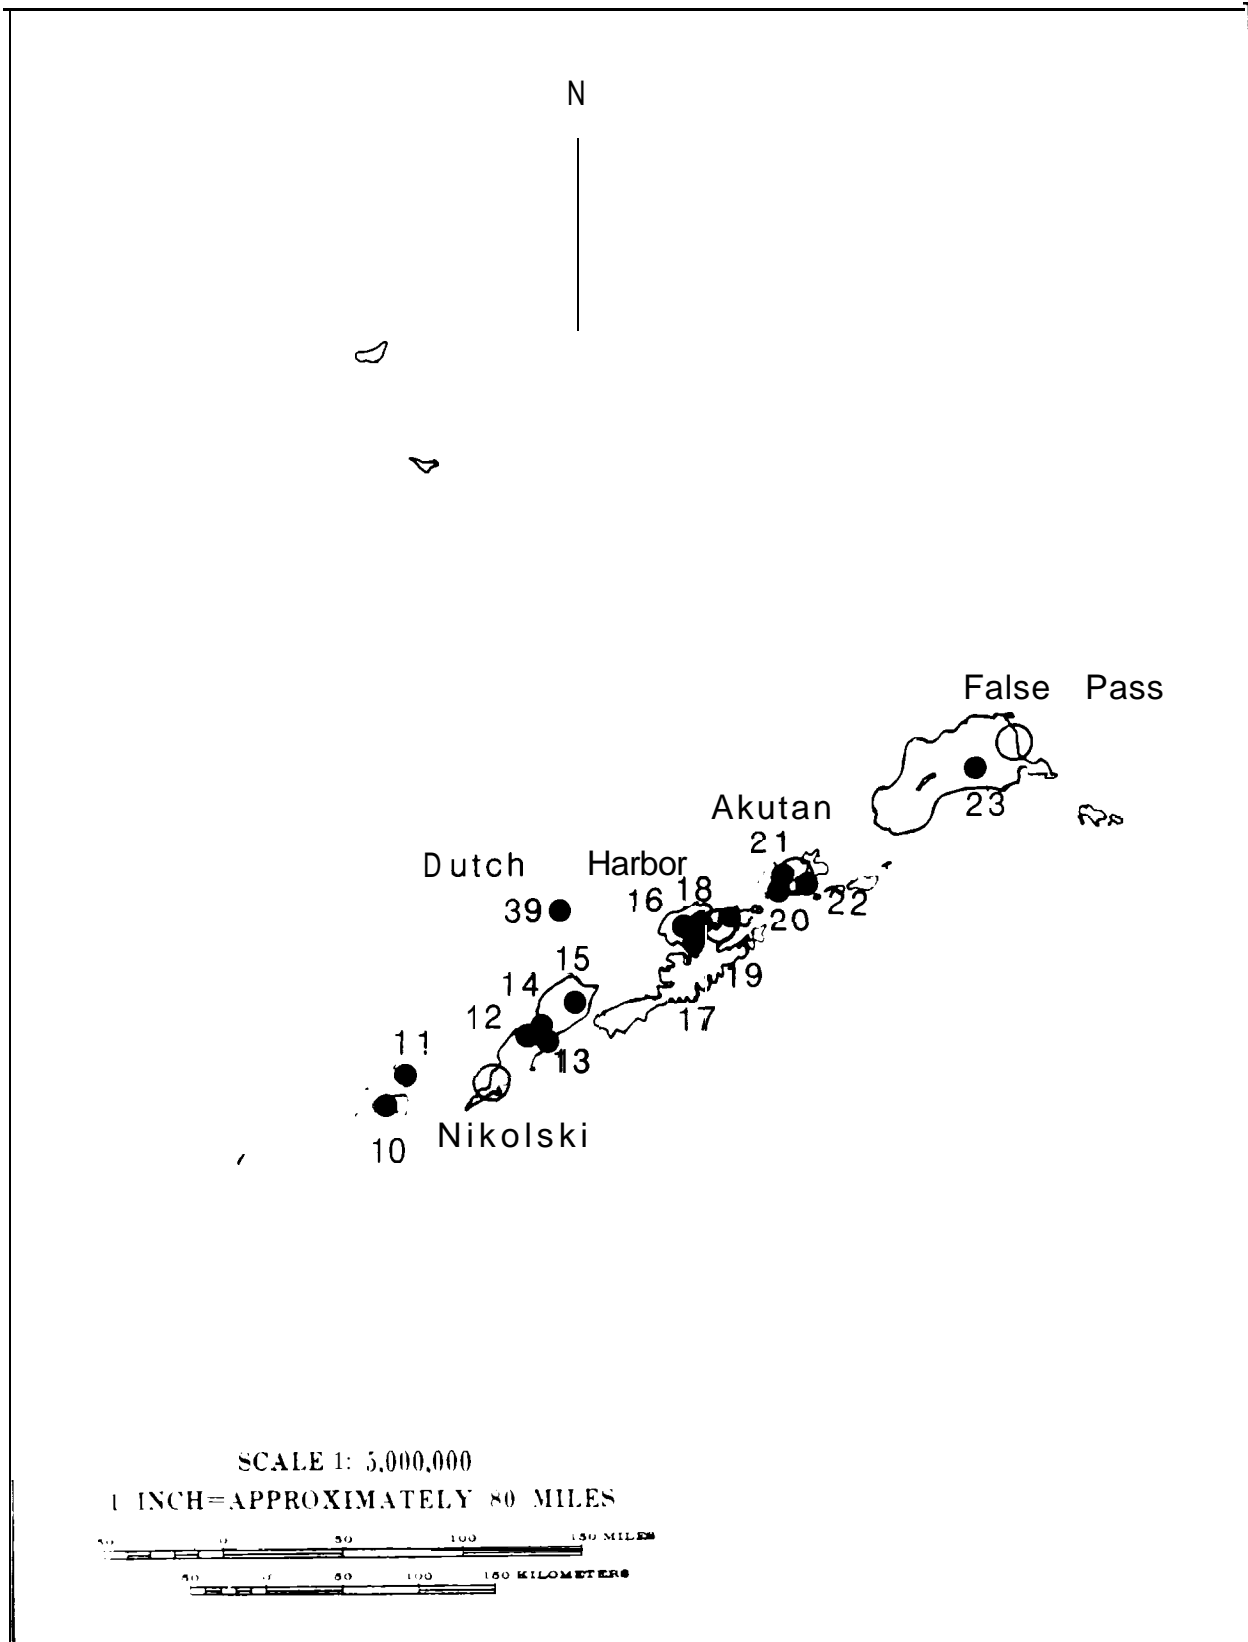 N
False Pass
23
Akutan
21
Dutch Harbor
18
16
39
22
20
15
19
14
12
17
11
13
Nikolski
10
SCALE 1: 5,000,000
1 INCH=APPROXIMATELY 80 MILES
50 0 50 100 150 MILES
50 0 50 100 150 KILOMETERS